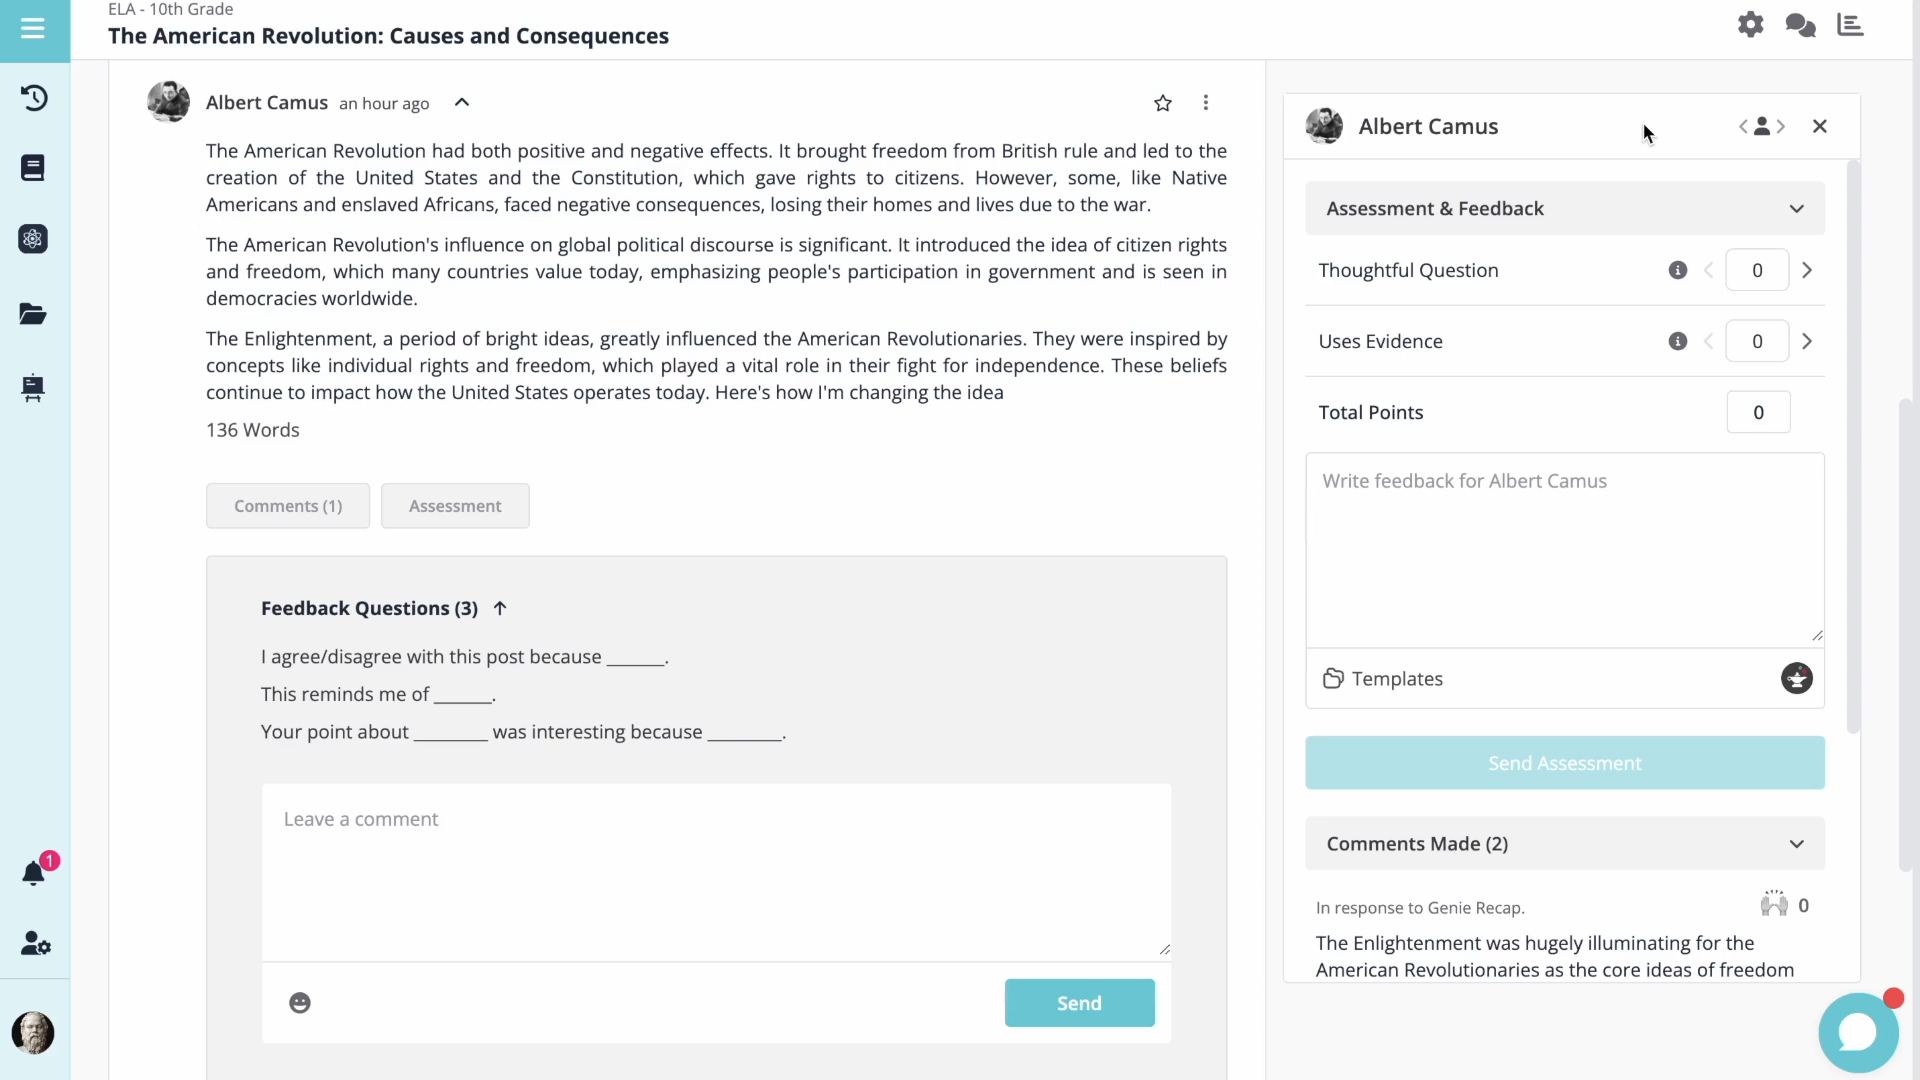 ELA - 10th Grade
The American Revolution: Causes and Consequences
Albert Camus an hour ago
The American Revolution had both positive and negative effects. It brought freedom from British rule and led to the
creation of the United States and the Constitution, which gave rights to citizens. However, some, like Native
Americans and enslaved Africans, faced negative consequences, losing their homes and lives due to the war.
The American Revolution's influence on global political discourse is significant. It introduced the idea of citizen rights
and freedom, which many countries value today, emphasizing people's participation in government and is seen in
democracies worldwide.
The Enlightenment, a period of bright ideas, greatly influenced the American Revolutionaries. They were inspired by
concepts like individual rights and freedom, which played a vital role in their fight for independence. These beliefs
continue to impact how the United States operates today. Here's how I'm changing the idea
136 Words
Comments (1)
Assessment
Feedback Questions (3)
I agree/disagree with this post because ______.
This reminds me of ______.
Your point about ________ was interesting because ________.
Leave a comment
Send
1
Albert Camus
Assessment & Feedback
Thoughtful Question 0
Uses Evidence 0
Total Points 0
Write feedback for Albert Camus
Templates
Send Assessment
Comments Made (2)
In response to Genie Recap. 0
The Enlightenment was hugely illuminating for the
American Revolutionaries as the core ideas of freedom